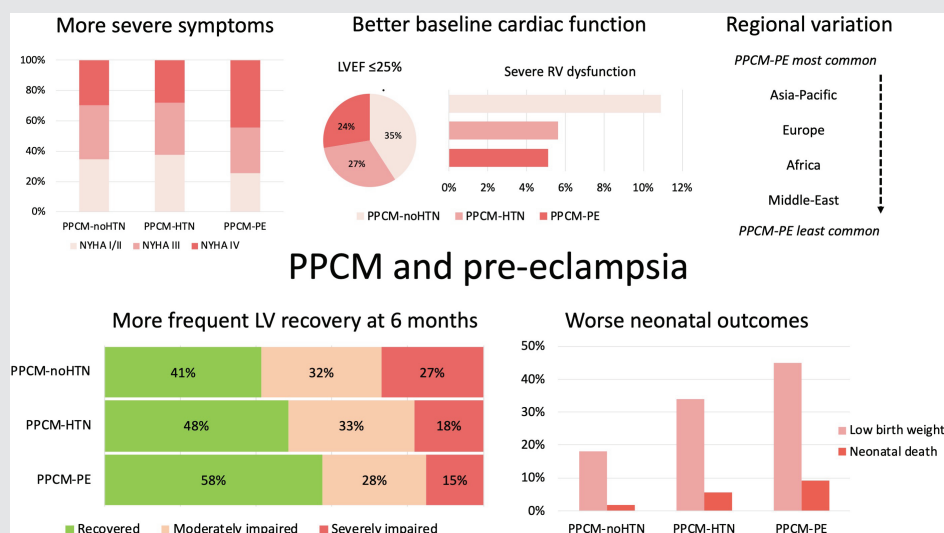 More severe symptoms
100%
80%
60%
40%
20%
0%
PPCM-noHTN PPCM-HTN PPCM-PE
NYHA I/II NYHA III NYHA IV
Better baseline cardiac function
LVEF ≤25%
35%
27%
24%
Severe RV dysfunction
0% 2% 4% 6% 8% 10% 12%
PPCM-noHTN PPCM-HTN PPCM-PE
Regional variation
PPCM-PE most common
Asia-Pacific
Europe
Africa
Middle-East
PPCM-PE least common
PPCM and pre-eclampsia
More frequent LV recovery at 6 months
PPCM-noHTN 41% 32% 27%
PPCM-HTN 48% 33% 18%
PPCM-PE 58% 28% 15%
Recovered Moderately impaired Severely impaired
Worse neonatal outcomes
50%
40%
30%
20%
10%
0%
PPCM-noHTN PPCM-HTN PPCM-PE
Low birth weight
Neonatal death